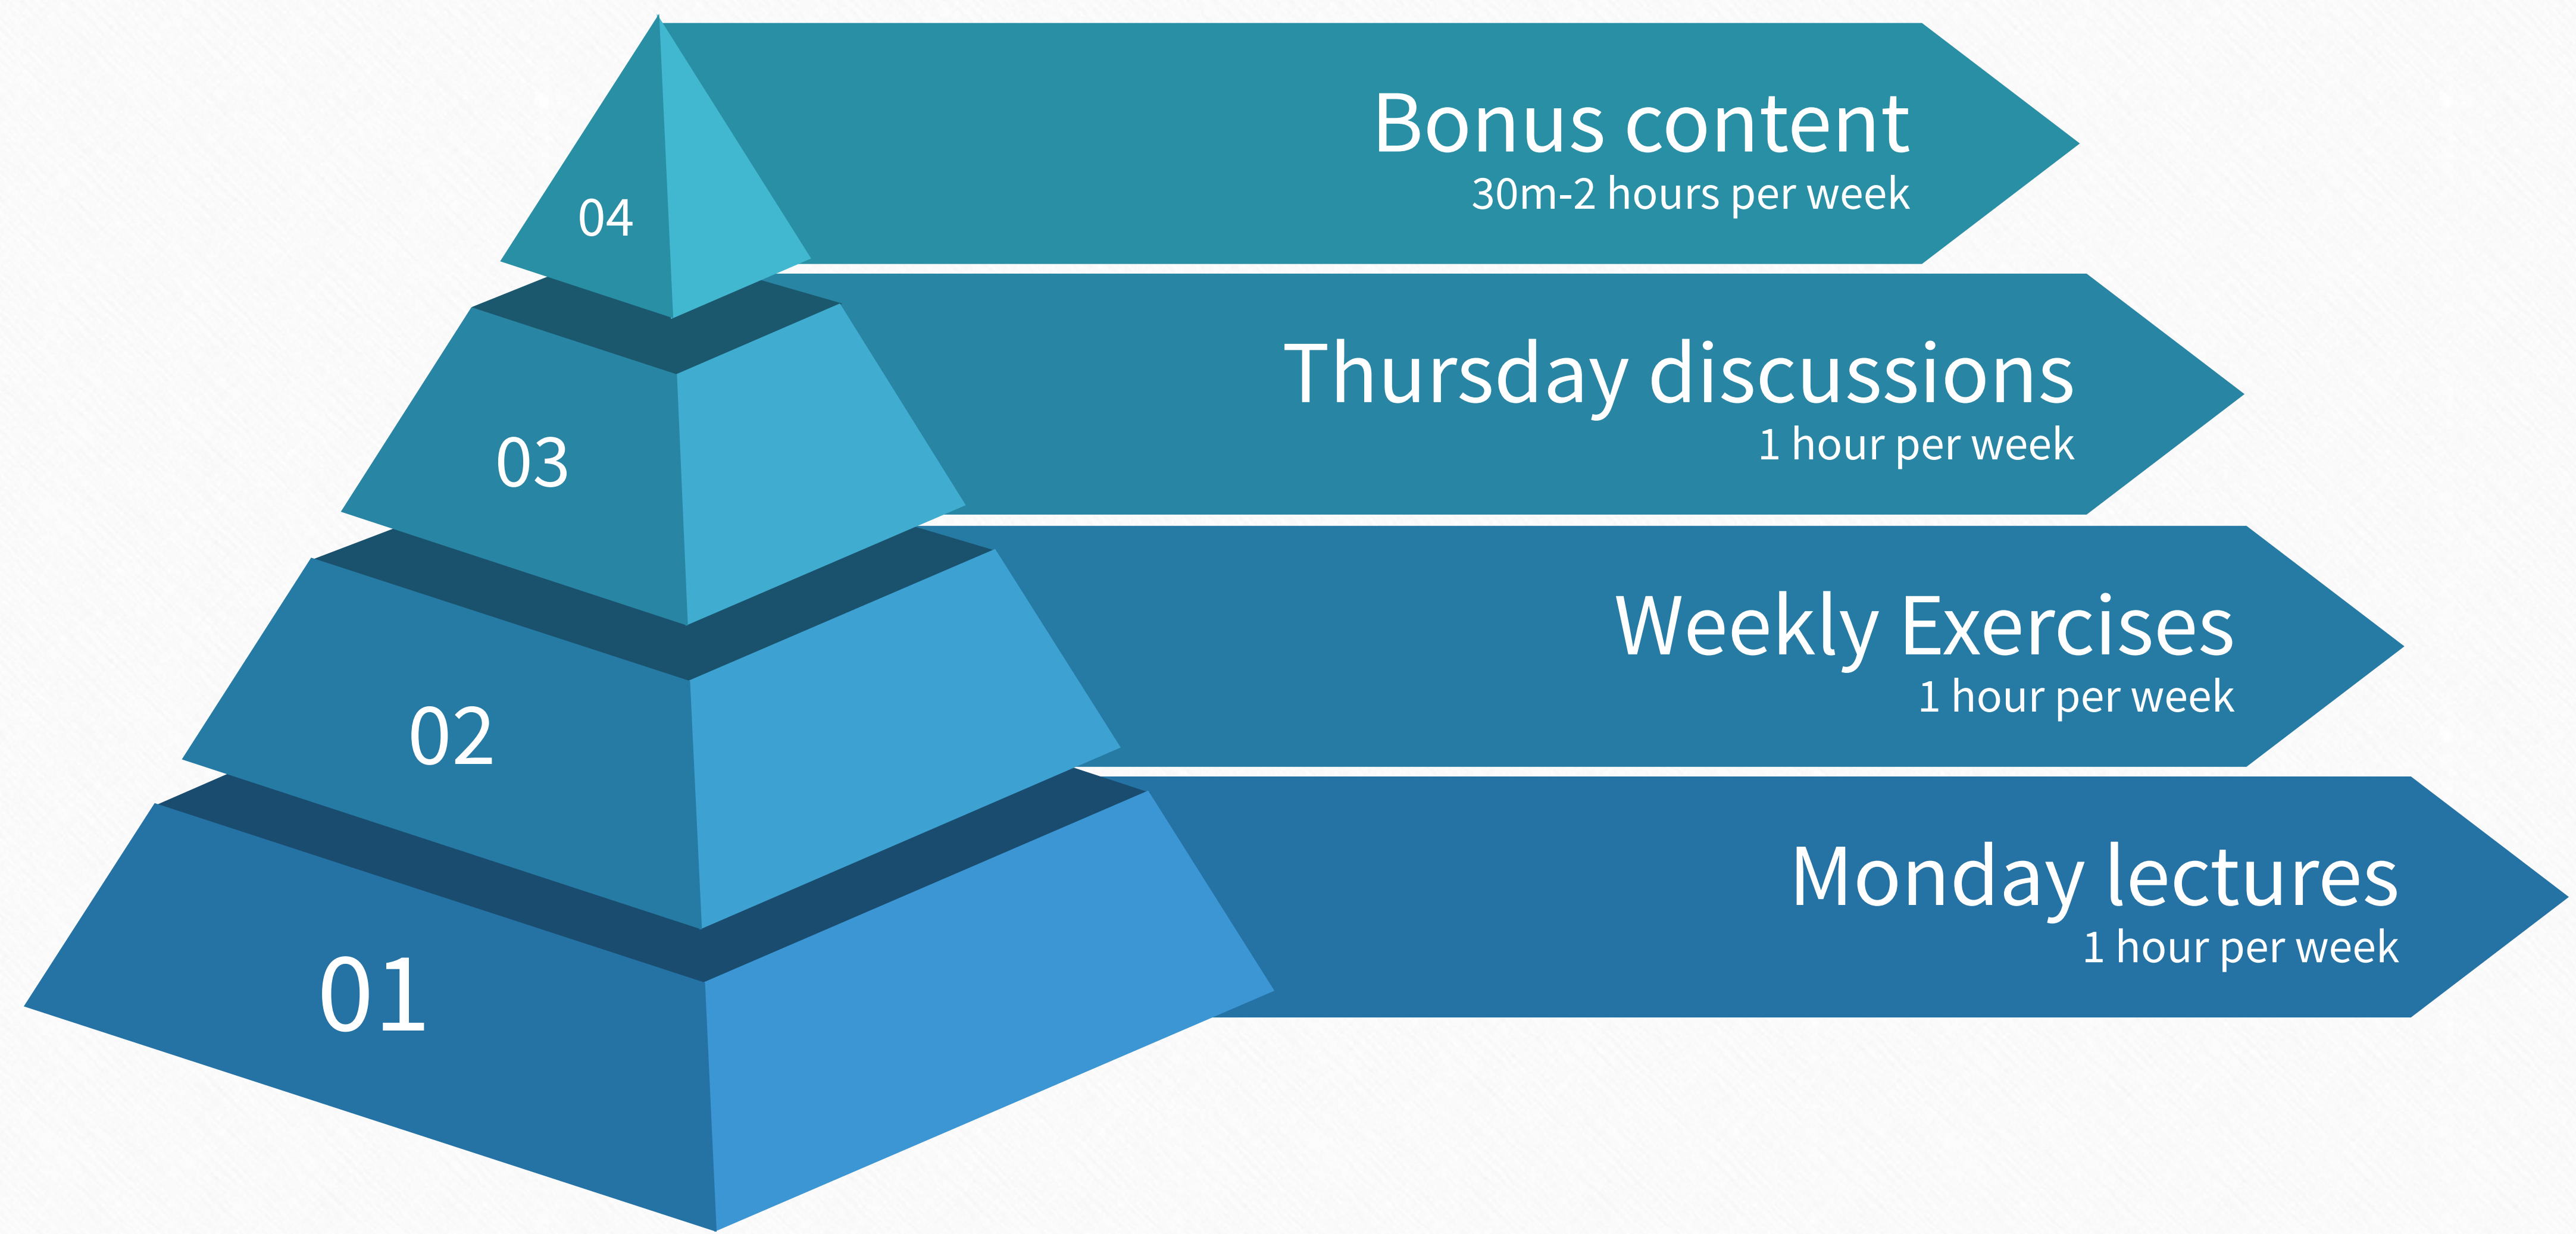 04
Bonus content
30m-2 hours per week
03
Thursday discussions
1 hour per week
02
Weekly Exercises
1 hour per week
01
Monday lectures
1 hour per week